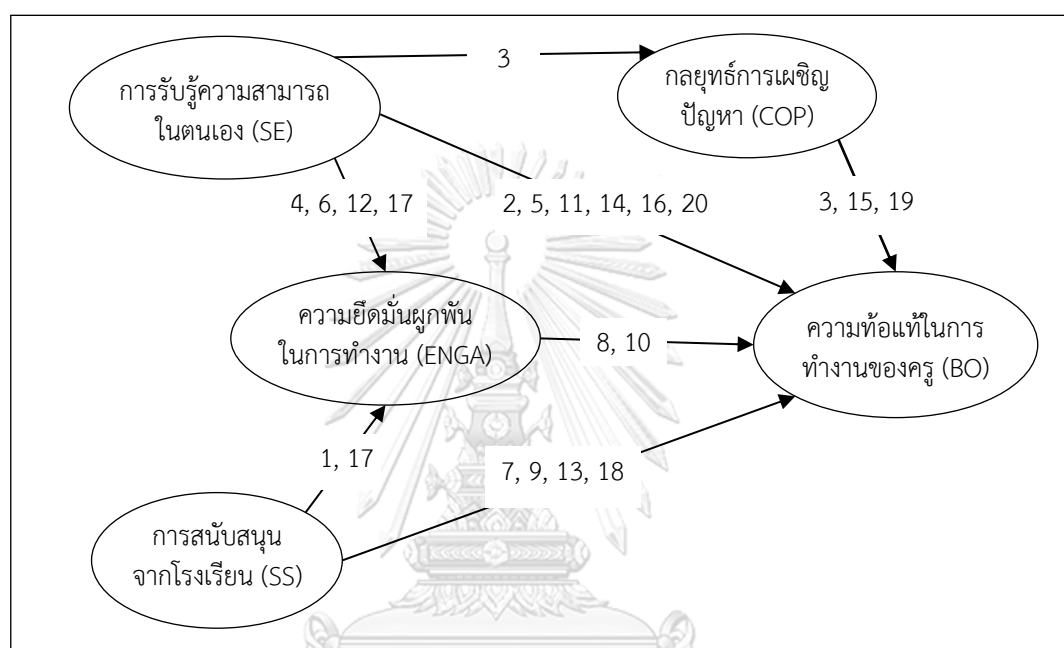 การรับรู้ความสามารถ
ในตนเอง (SE)
3
กลยุทธ์การเผชิญ
ปัญหา (COP)
4, 6, 12, 17
2, 5, 11, 14, 16, 20
3, 15, 19
ความยึดมั่นผูกพัน
ในการทำงาน (ENGA)
8, 10
ความท้อแท้ในการ
ทำงานของครู (BO)
1, 17
7, 9, 13, 18
การสนับสนุน
จากโรงเรียน (SS)